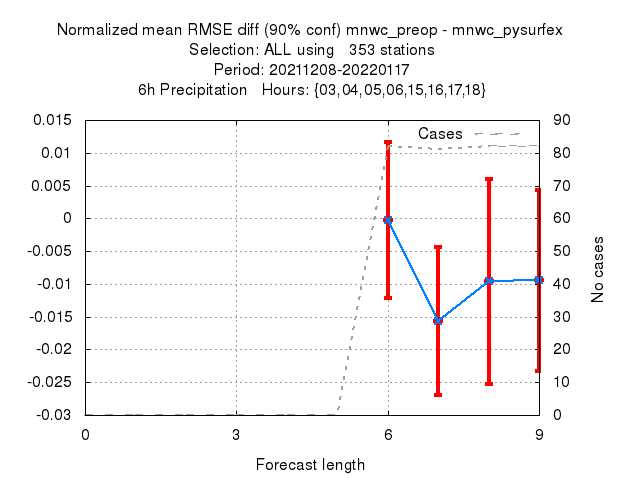 Normalized mean RMSE diff (90% conf) mnwc_preop - mnwc_pysurfex
Selection: ALL using 353 stations
Period: 20211208-20220117
6h Precipitation Hours: {03,04,05,06,15,16,17,18}
Cases
0.015
0.01
0.005
0
-0.005
-0.01
-0.015
-0.02
-0.025
-0.03
90
80
70
60
50
40
30
20
10
0
No cases
0 3 6 9
Forecast length